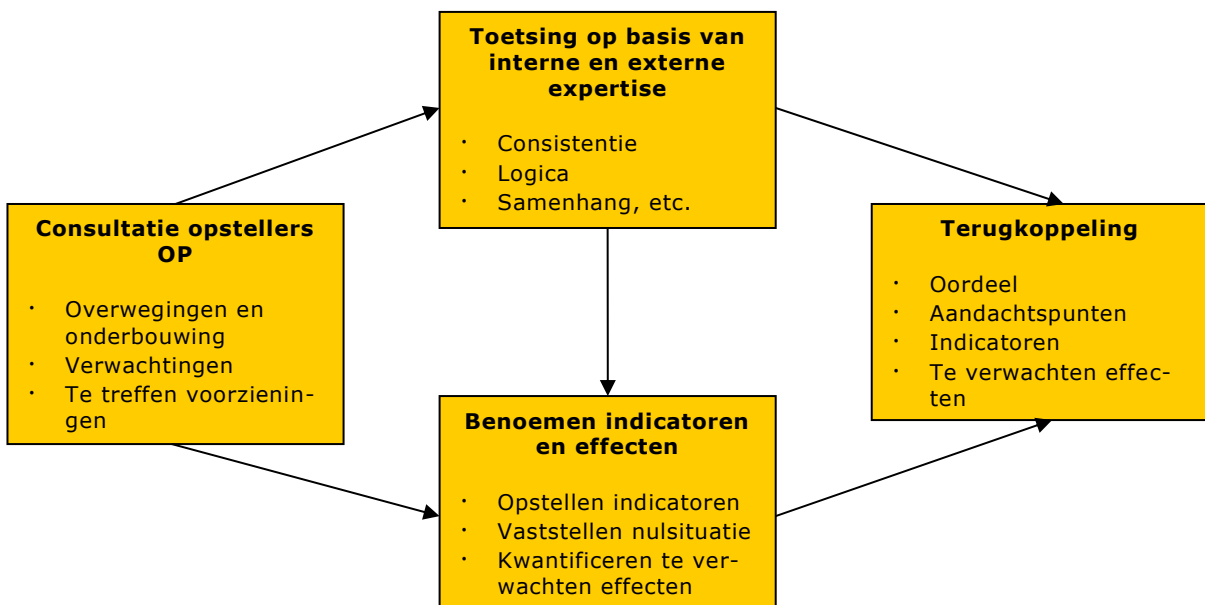 Toetsing op basis van
interne en externe
expertise
· Consistentie
· Logica
· Samenhang, etc.
Consultatie opstellers
OP
· Overwegingen en
onderbouwing
· Verwachtingen
· Te treffen voorzienin-
gen
Terugkoppeling
· Oordeel
· Aandachtspunten
· Indicatoren
· Te verwachten effec-
ten
Benoemen indicatoren
en effecten
· Opstellen indicatoren
· Vaststellen nulsituatie
· Kwantificeren te ver-
wachten effecten